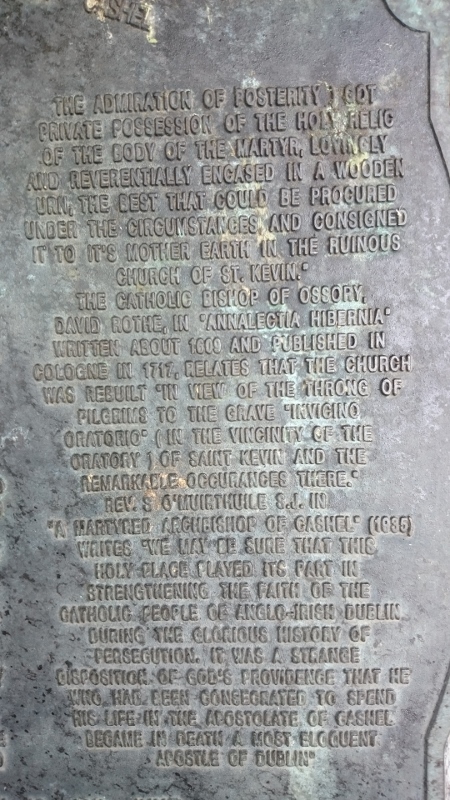 CASHEL
THE ADMIRATION OF POSTERITY ) GOT
PRIVATE POSSESSION OF THE HOLY RELIC
OF THE BODY OF THE MARTYR, LOVINGLY
AND REVERENTIALLY ENCASED IN A WOODEN
URN, THE BEST THAT COULD BE PROCURED
UNDER THE CIRCUMSTANCES AND CONSIGNED
IT TO IT'S MOTHER EARTH IN THE RUINOUS
CHURCH OF ST. KEVIN."
THE CATHOLIC BISHOP OF OSSORY,
DAVID ROTHE, IN "ANNALECTIA HIBERNIA"
WRITTEN ABOUT AND PUBLISHED IN
COLOGNE IN 1717, RELATES THAT THE CHURCH
WAS REBUILT "IN VIEW OF THE THRONG OF
PILGRIMS TO THE GRAVE "INVICINO
ORATORIO" ( IN THE VINCINITY OF THE
ORATORY ) OF SAINT KEVIN AND THE
REMARKABLE OCCURANCES THERE."
REV. S O'MUIRTHUILE S.J. IN
"A MARTYRED ARCHBISHOP OF CASHEL" (1935)
WRITES "WE MAY BE SURE THAT THIS
HOLY PLACE PLAYED ITS PART IN
STRENGTHENING THE FAITH OF THE
CATHOLIC PEOPLE OF ANGLO-IRISH DUBLIN
DURING THE GLORIOUS HISTORY OF
PERSECUTION. IT WAS A STRANGE
DISPOSITION OF GOD'S PROVIDENCE THAT HE
WHO HAD BEEN CONSECRATED TO SPEND
HIS LIFE IN THE APOSTOLATE OF CASHEL
BECAME IN DEATH A MOST ELOQUENT
APOSTLE OF DUBLIN"